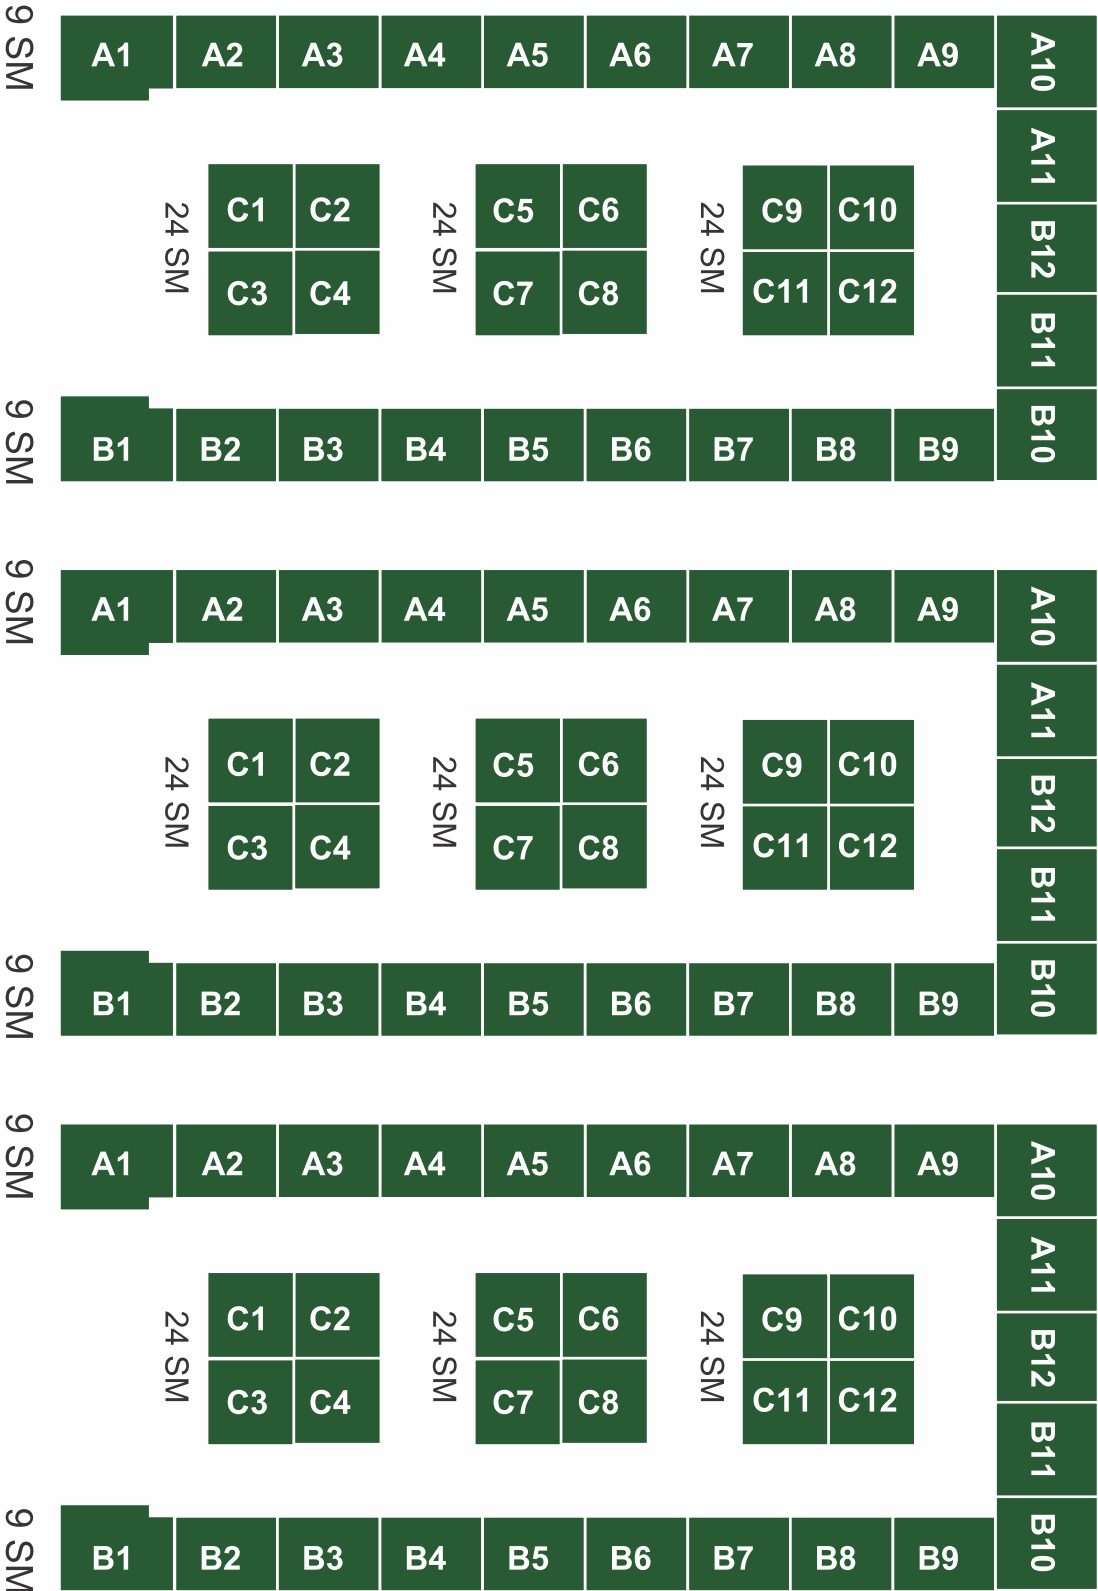 9 SM
A1 A2 A3 A4 A5 A6 A7 A8 A9 A10
A11
24 SM C1 C2 24 SM C5 C6 24 SM C9 C10
B12
C3 C4 C7 C8 C11 C12
B11
9 SM
B1 B2 B3 B4 B5 B6 B7 B8 B9 B10
9 SM
A1 A2 A3 A4 A5 A6 A7 A8 A9 A10
A11
24 SM C1 C2 24 SM C5 C6 24 SM C9 C10
B12
C3 C4 C7 C8 C11 C12
B11
9 SM
B1 B2 B3 B4 B5 B6 B7 B8 B9 B10
9 SM
A1 A2 A3 A4 A5 A6 A7 A8 A9 A10
A11
24 SM C1 C2 24 SM C5 C6 24 SM C9 C10
B12
C3 C4 C7 C8 C11 C12
B11
9 SM
B1 B2 B3 B4 B5 B6 B7 B8 B9 B10